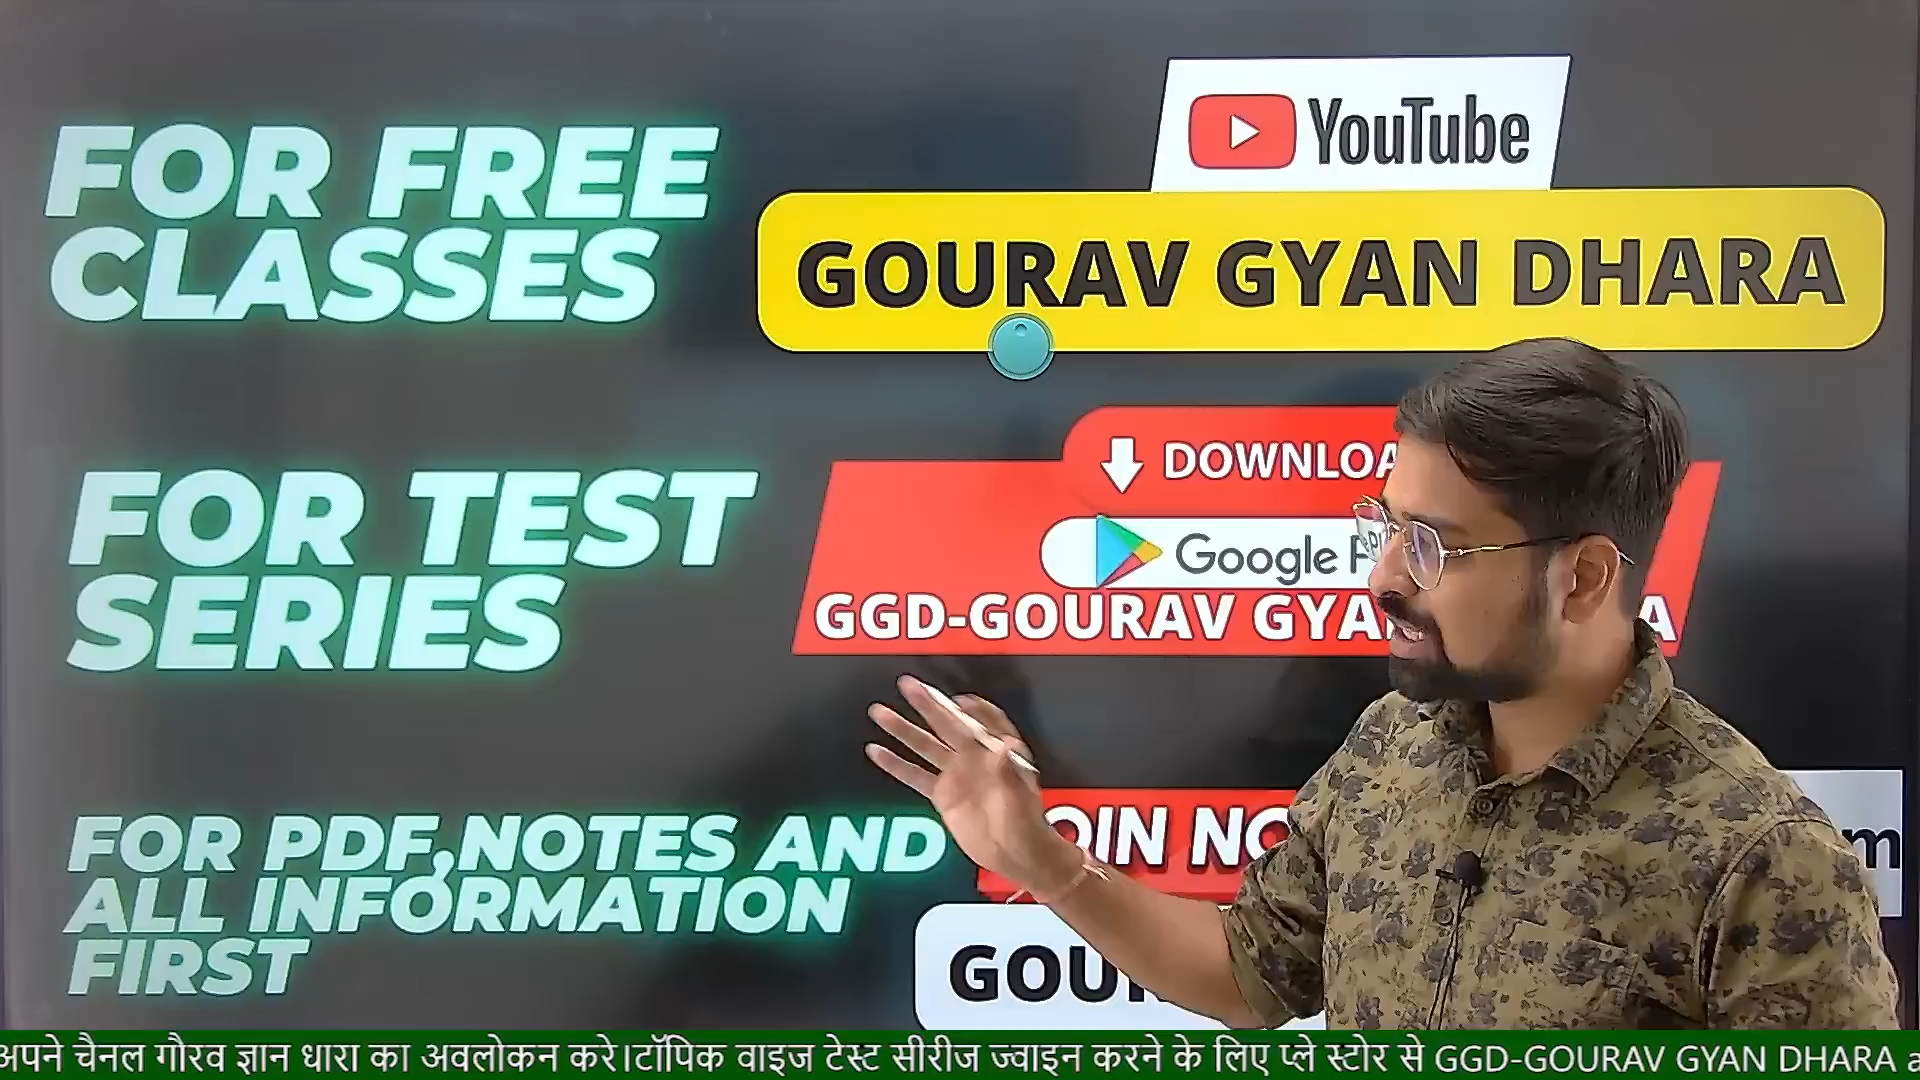 FOR FREE
CLASSES
YouTube
GOURAV GYAN DHARA
FOR TEST
SERIES
DOWNLOA
Google P
GGD-GOURAV GYA
A
FOR PDF,NOTES AND
ALL INFORMATION
FIRST
OIN NO
m
GOUR
अपने चैनल गौरव ज्ञान धारा का अवलोकन करे।टॉपिक वाइज टेस्ट सीरीज ज्वाइन करने के लिए प्ले स्टोर से GGD-GOURAV GYAN DHARA a